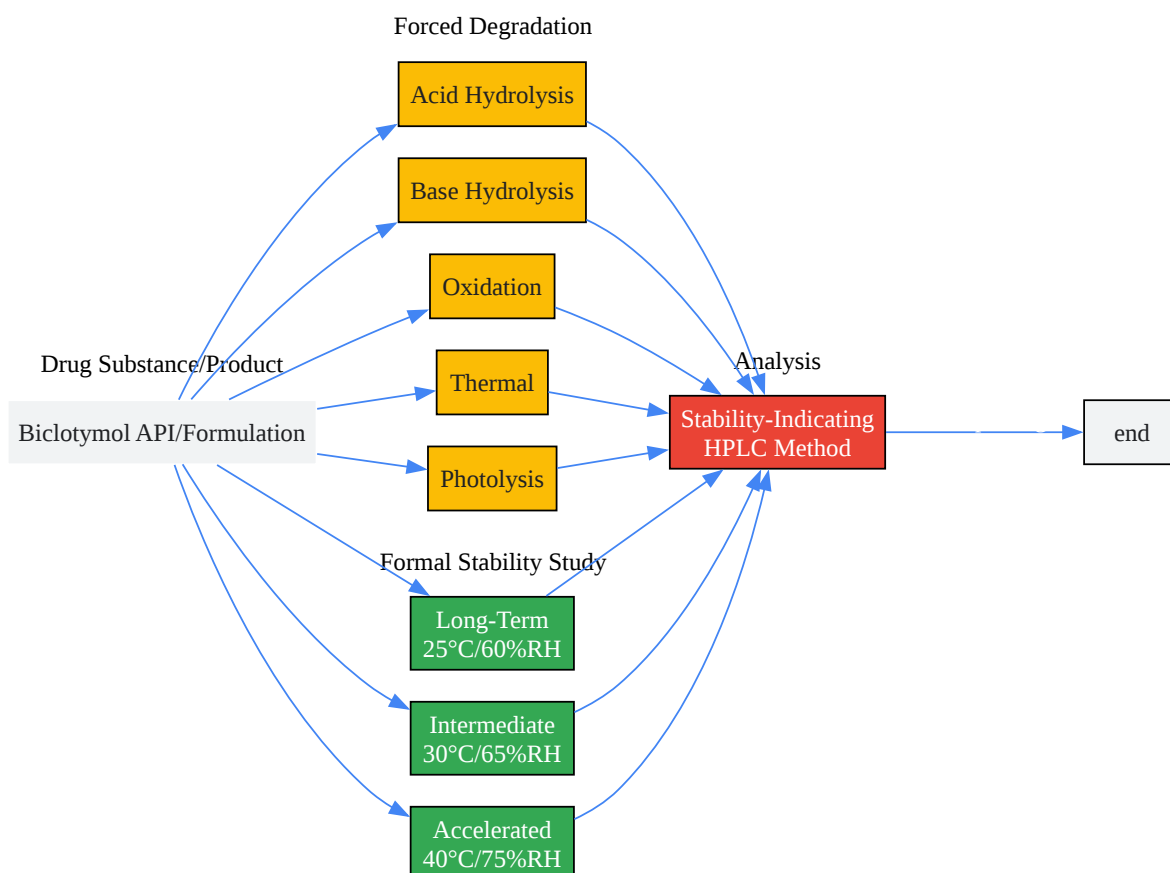 Forced Degradation
Acid Hydrolysis
Base Hydrolysis
Oxidation
Drug Substance/Product
Thermal
Analysis
Biclotymol API/Formulation
Stability-Indicating
HPLC Method
end
Photolysis
Formal Stability Study
Long-Term
25°C/60%RH
Intermediate
30°C/65%RH
Accelerated
40°C/75%RH